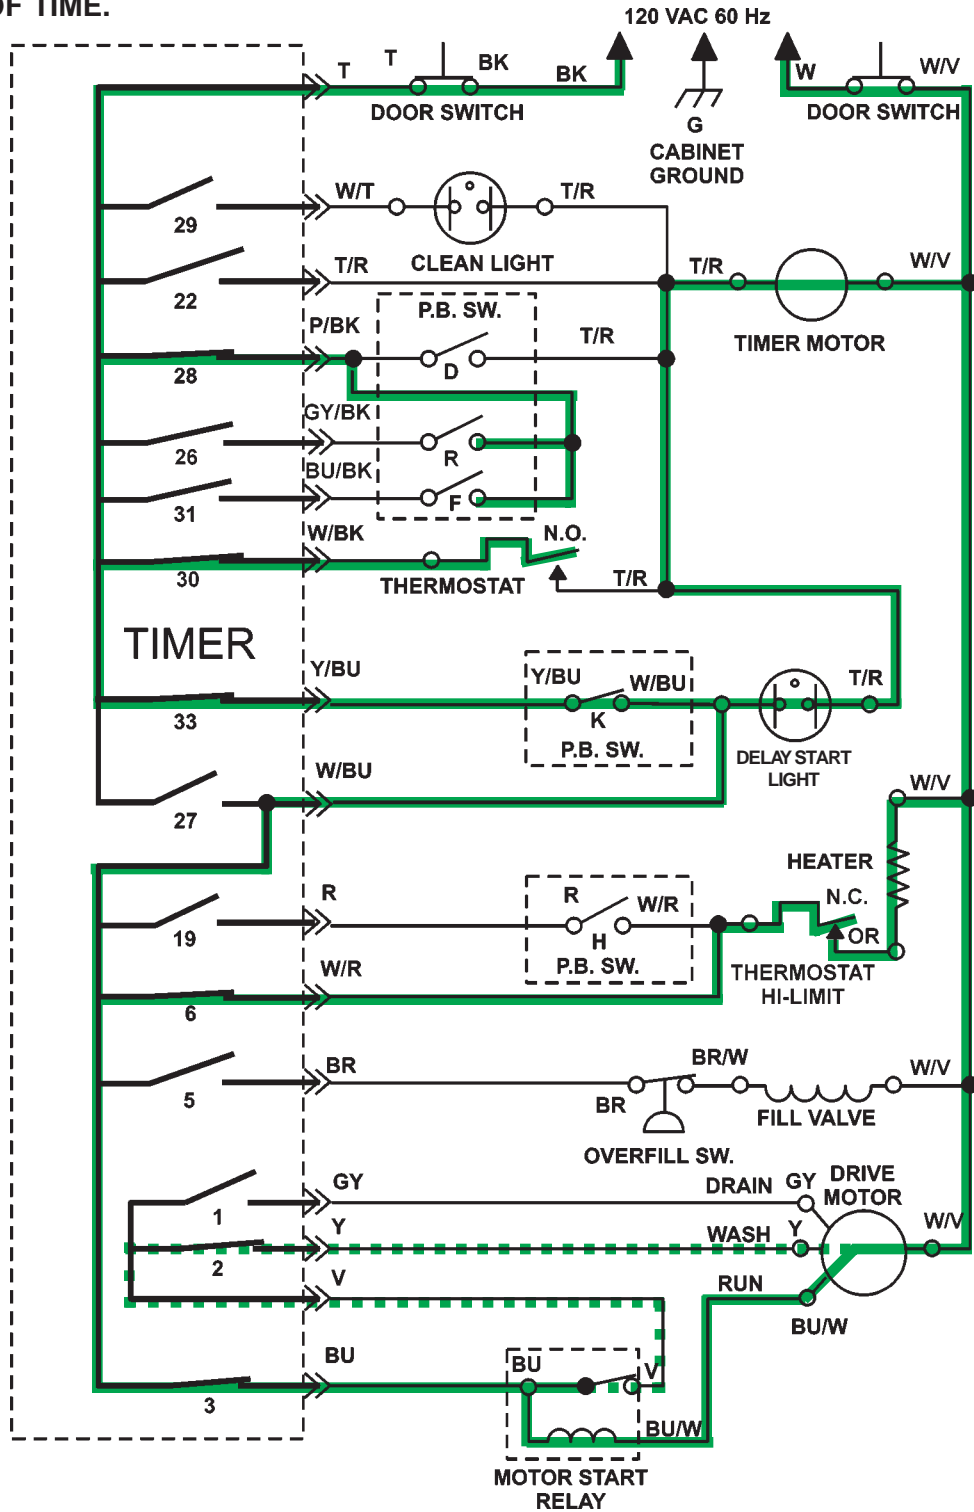 OF TIME.
120 VAC 60 Hz
T T BK BK W W/V
DOOR SWITCH DOOR SWITCH
G
CABINET
GROUND
W/T T/R
29
CLEAN LIGHT
T/R T/R W/V
22
P.B. SW.
P/BK T/R
TIMER MOTOR
28 D
GY/BK
26 R
BU/BK
31 F
W/BK N.O.
30 THERMOSTAT T/R
TIMER
Y/BU Y/BU W/BU T/R
33 K
P.B. SW.
DELAY START
LIGHT
W/BU
27
W/V
HEATER
R R W/R N.C.
19 H OR
P.B. SW.
THERMOSTAT
HI-LIMIT
W/R
6
BR BR/W W/V
5 BR
FILL VALVE
OVERFILL SW.
GY DRAIN GY DRIVE
MOTOR
1
Y WASH Y W/V
2
V RUN
BU/W
BU BU V
3
BU/W
MOTOR START
RELAY